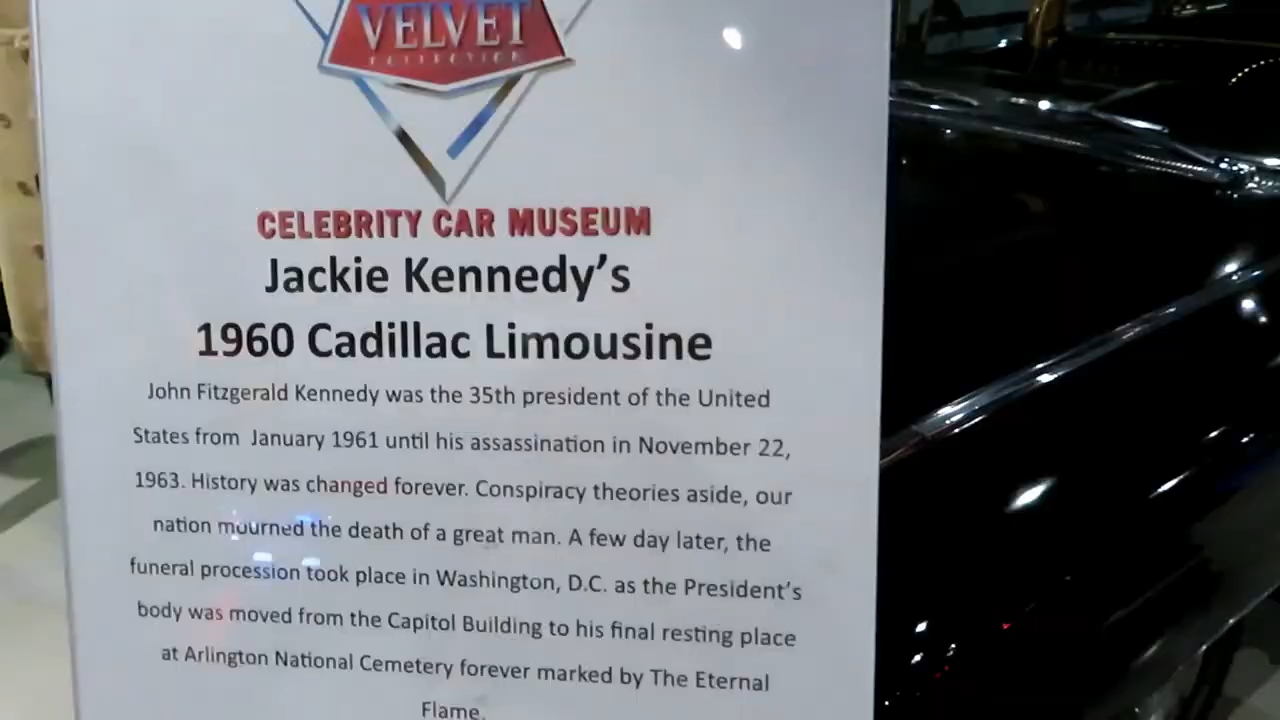 VELVET
COLLECTION
CELEBRITY CAR MUSEUM
Jackie Kennedy's
1960 Cadillac Limousine
John Fitzgerald Kennedy was the 35th president of the United
States from January 1961 until his assassination in November 22,
1963. History was changed forever. Conspiracy theories aside, our
nation mourned the death of a great man. A few day later, the
funeral procession took place in Washington, D.C. as the President's
body was moved from the Capitol Building to his final resting place
at Arlington National Cemetery forever marked by The Eternal
Flame.